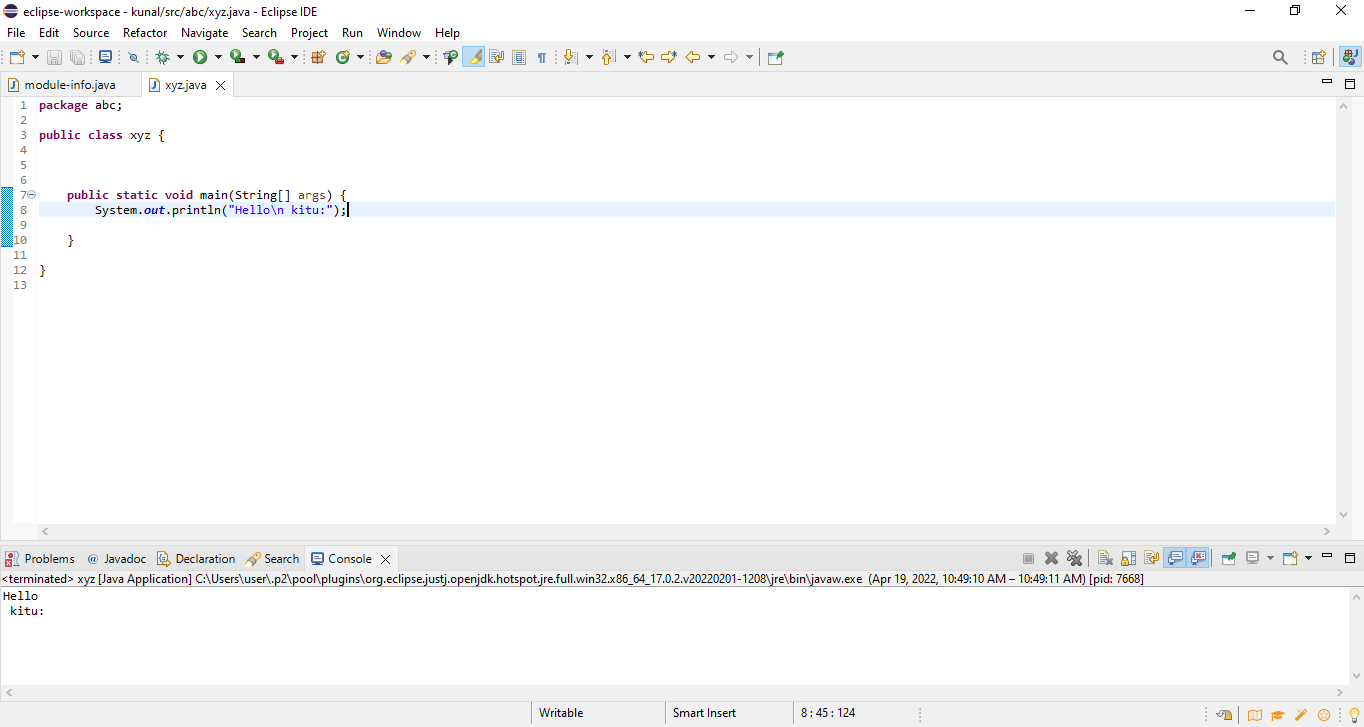 eclipse-workspace - kunal/src/abc/xyz.java - Eclipse IDE
File Edit Source Refactor Navigate Search Project Run Window Help
module-info.java xyz.java
1 package abc;
2
3 public class xyz {
4
5
6
7 public static void main(String[] args) {
8 System.out.println("Hello\n kitu:");
9
10 }
11
12 }
13
Problems @ Javadoc Declaration Search Console
<terminated> xyz [Java Application] C:\Users\user\.p2\pool\plugins\org.eclipse.justj.openjdk.hotspot.jre.full.win32.x86_64_17.0.2.v20220201-1208\jre\bin\javaw.exe (Apr 19, 2022, 10:49:10 AM – 10:49:11 AM) [pid: 7668]
Hello
 kitu:
Writable Smart Insert 8 : 45 : 124